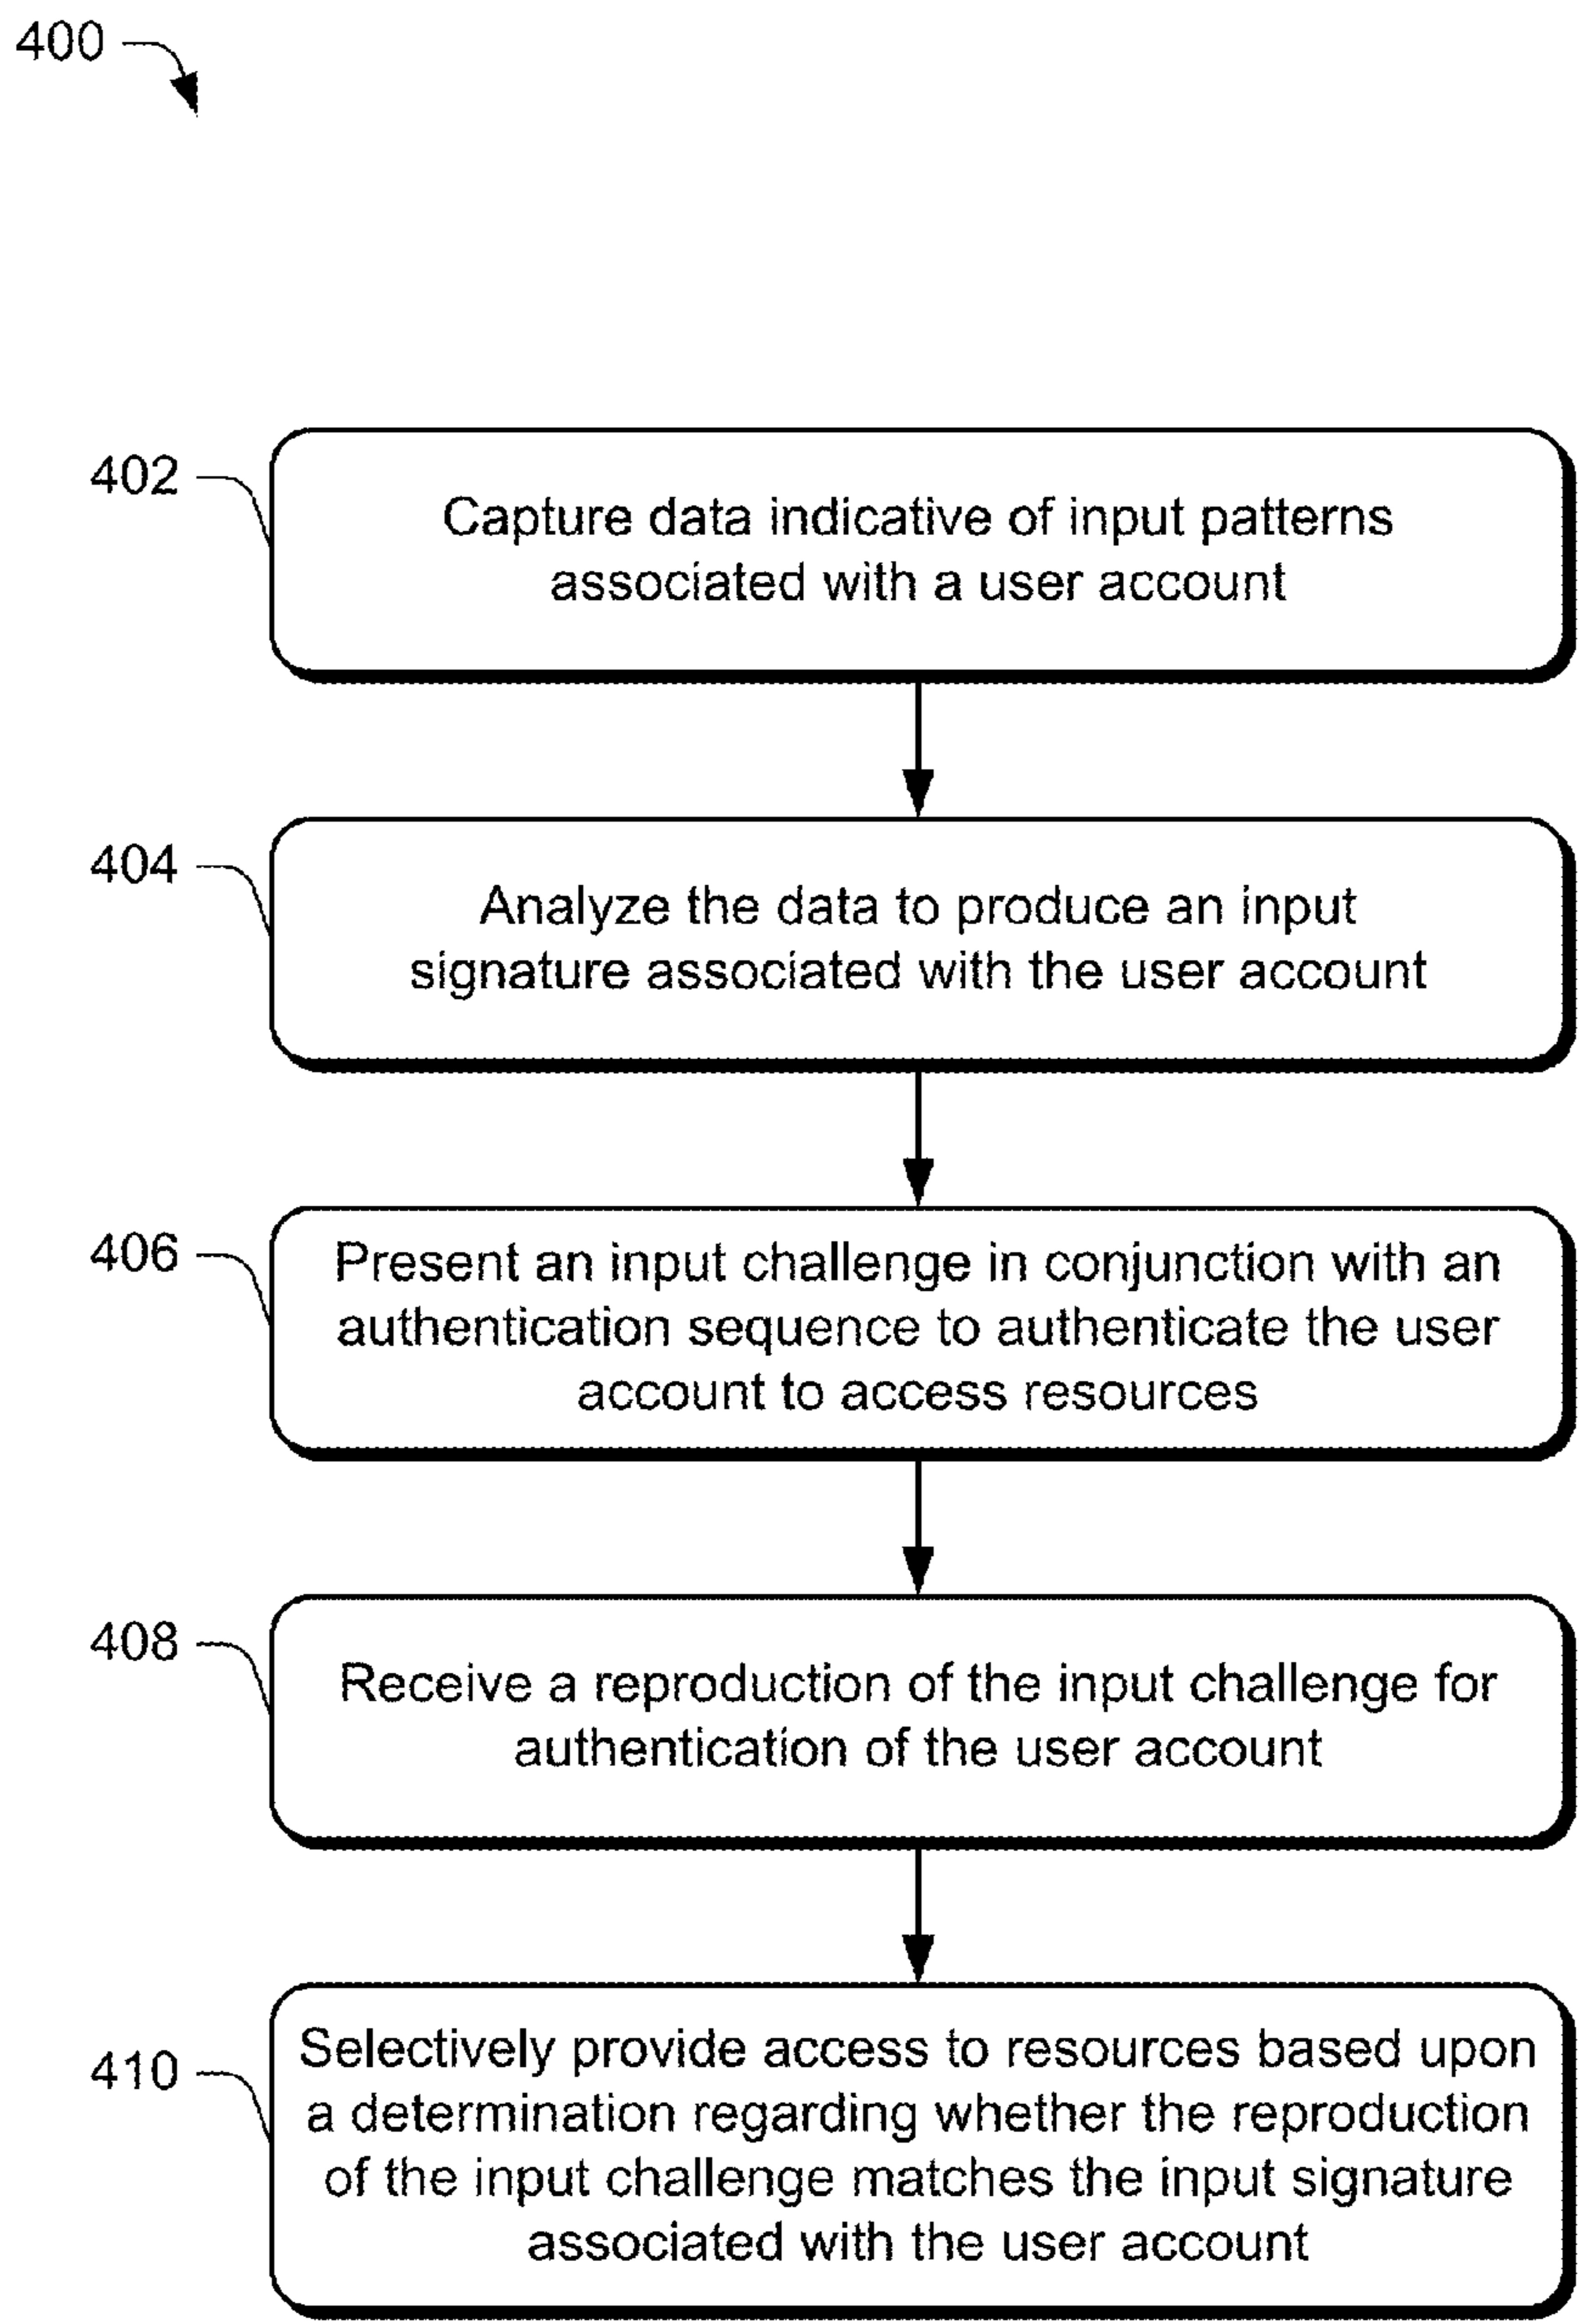 400
402
Capture data indicative of input patterns
associated with a user account
404
Analyze the data to produce an input
signature associated with the user account
406
Present an input challenge in conjunction with an
authentication sequence to authenticate the user
account to access resources
408
Receive a reproduction of the input challenge for
authentication of the user account
410
Selectively provide access to resources based upon
a determination regarding whether the reproduction
of the input challenge matches the input signature
associated with the user account